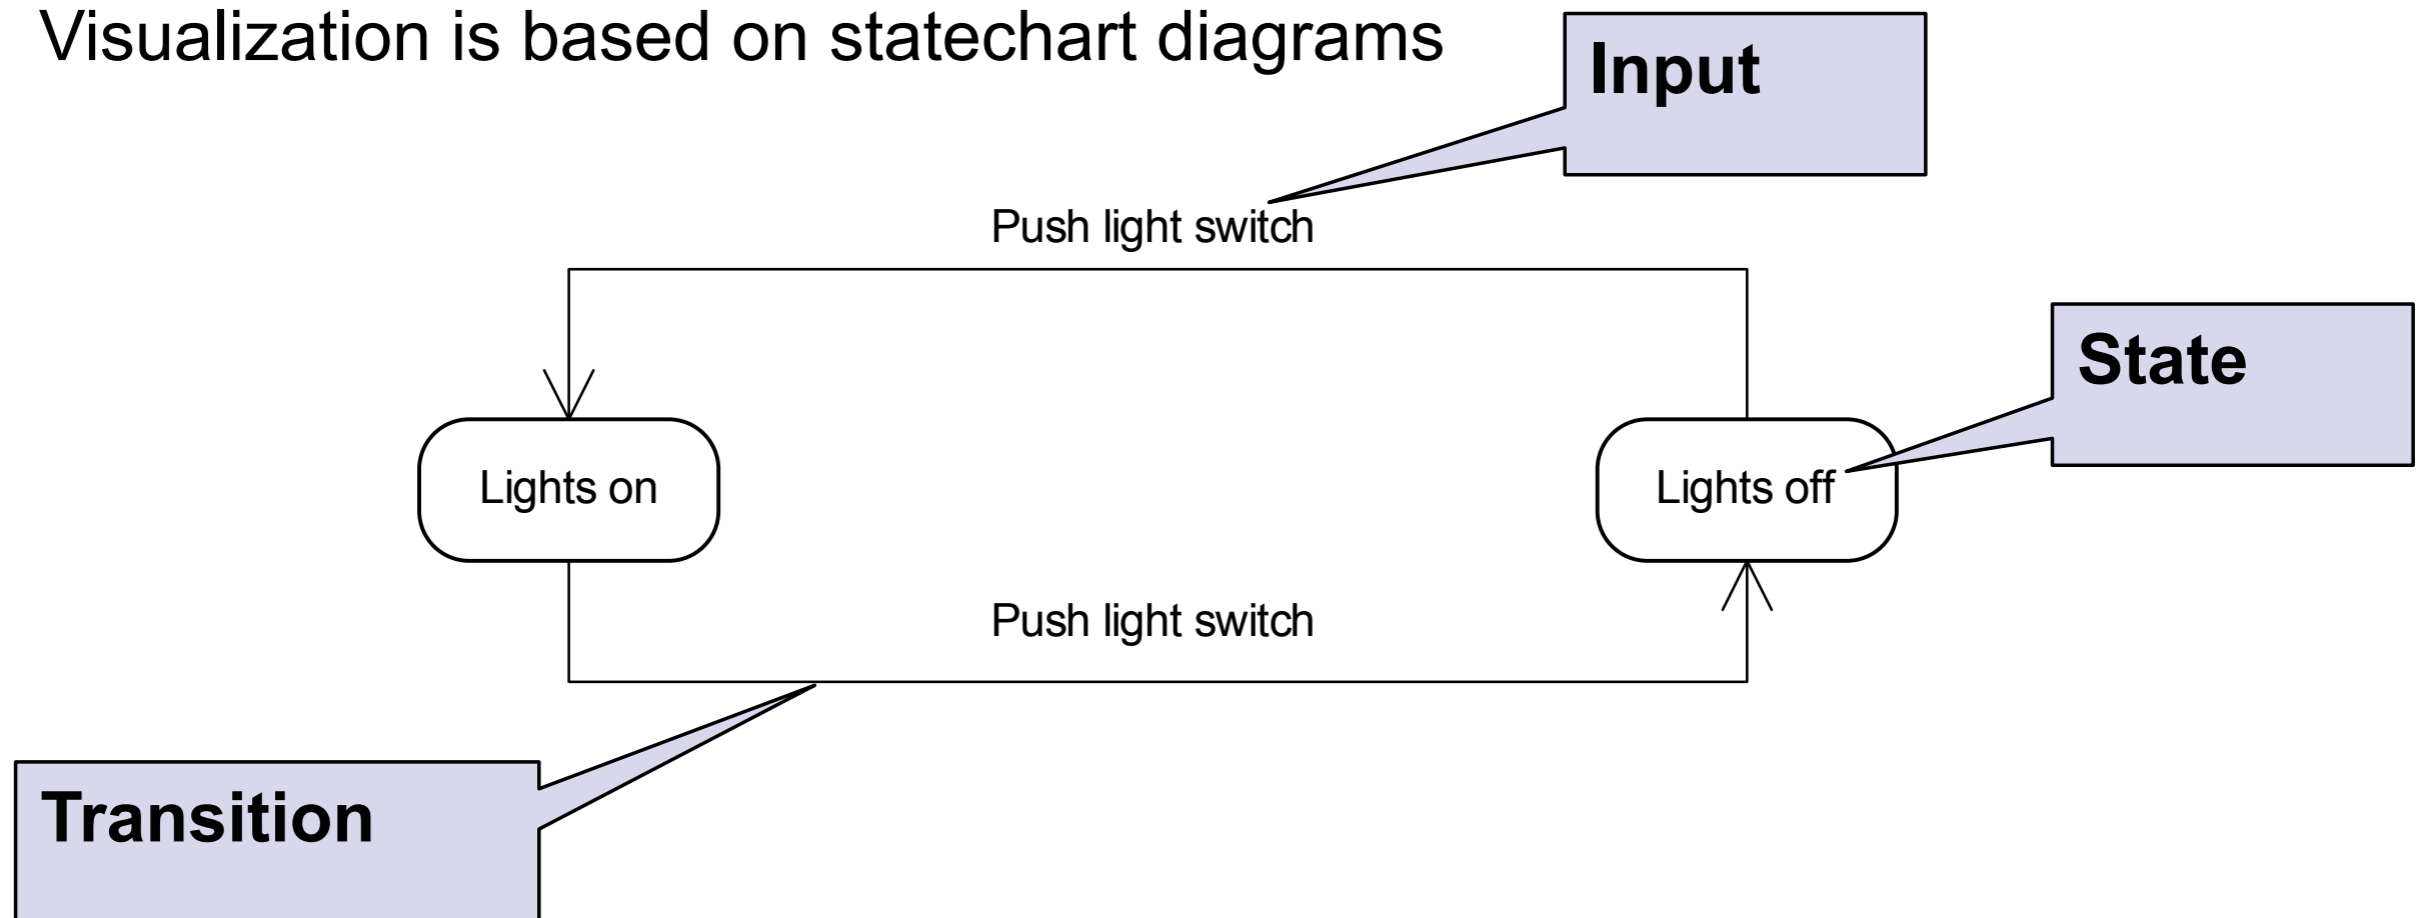 Visualization is based on statechart diagrams
Input
Push light switch
State
Lights on
Lights off
Push light switch
Transition